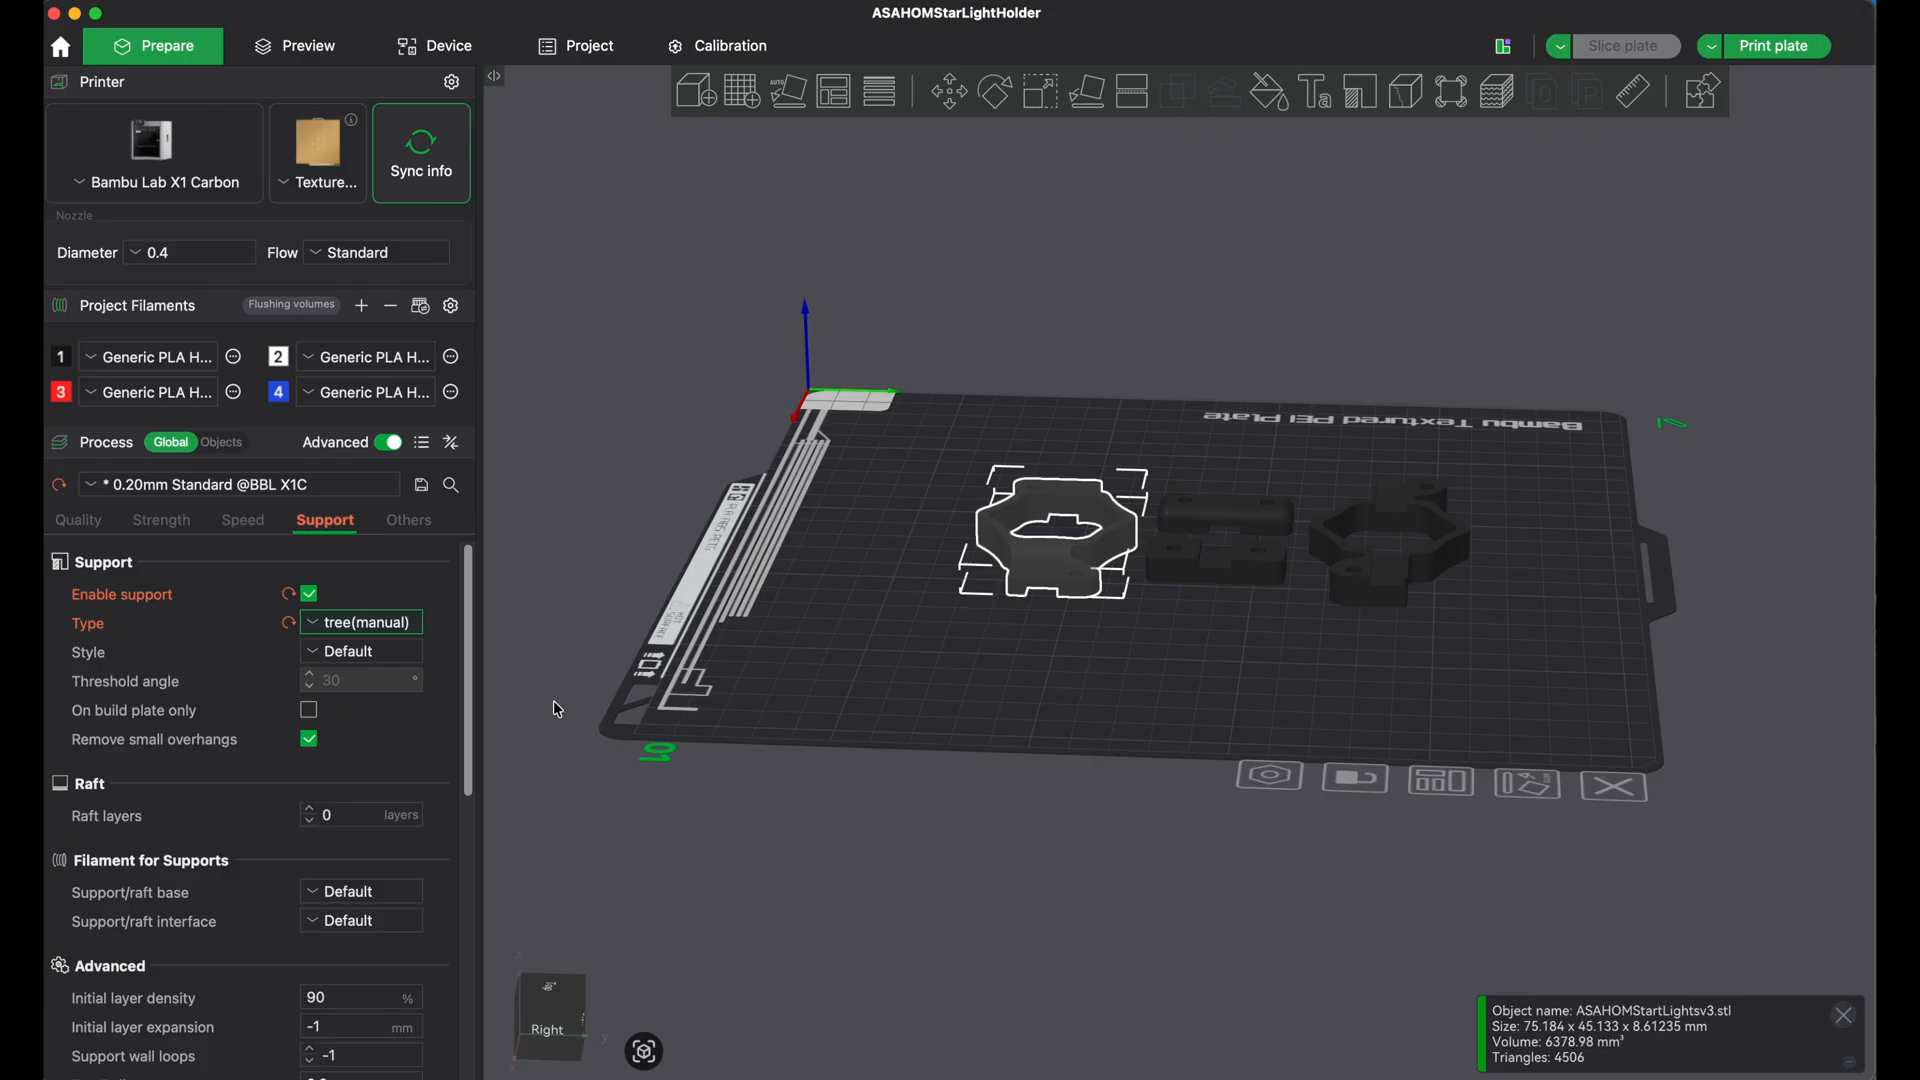 ASAHOMStarLightHolder
Prepare
Preview
Device
Project
Calibration
Slice plate
Print plate
Printer
Bambu Lab X1 Carbon
Texture...
Sync info
Nozzle
Diameter
0.4
Flow
Standard
Project Filaments
Flushing volumes
1
Generic PLA H...
2
Generic PLA H...
3
Generic PLA H...
4
Generic PLA H...
Process
Global
Objects
Advanced
* 0.20mm Standard @BBL X1C
Quality
Strength
Speed
Support
Others
Support
Enable support
Type
tree(manual)
Style
Default
Threshold angle
30 °
On build plate only
Remove small overhangs
Raft
Raft layers
0 layers
Filament for Supports
Support/raft base
Default
Support/raft interface
Default
Advanced
Initial layer density
90 %
Initial layer expansion
-1 mm
Support wall loops
-1
Bambu Textured PEI Plate
01
Right
y
x
z
Object name: ASAHOMStartLightsv3.stl
Size: 75.184 x 45.133 x 8.61235 mm
Volume: 6378.98 mm³
Triangles: 4506